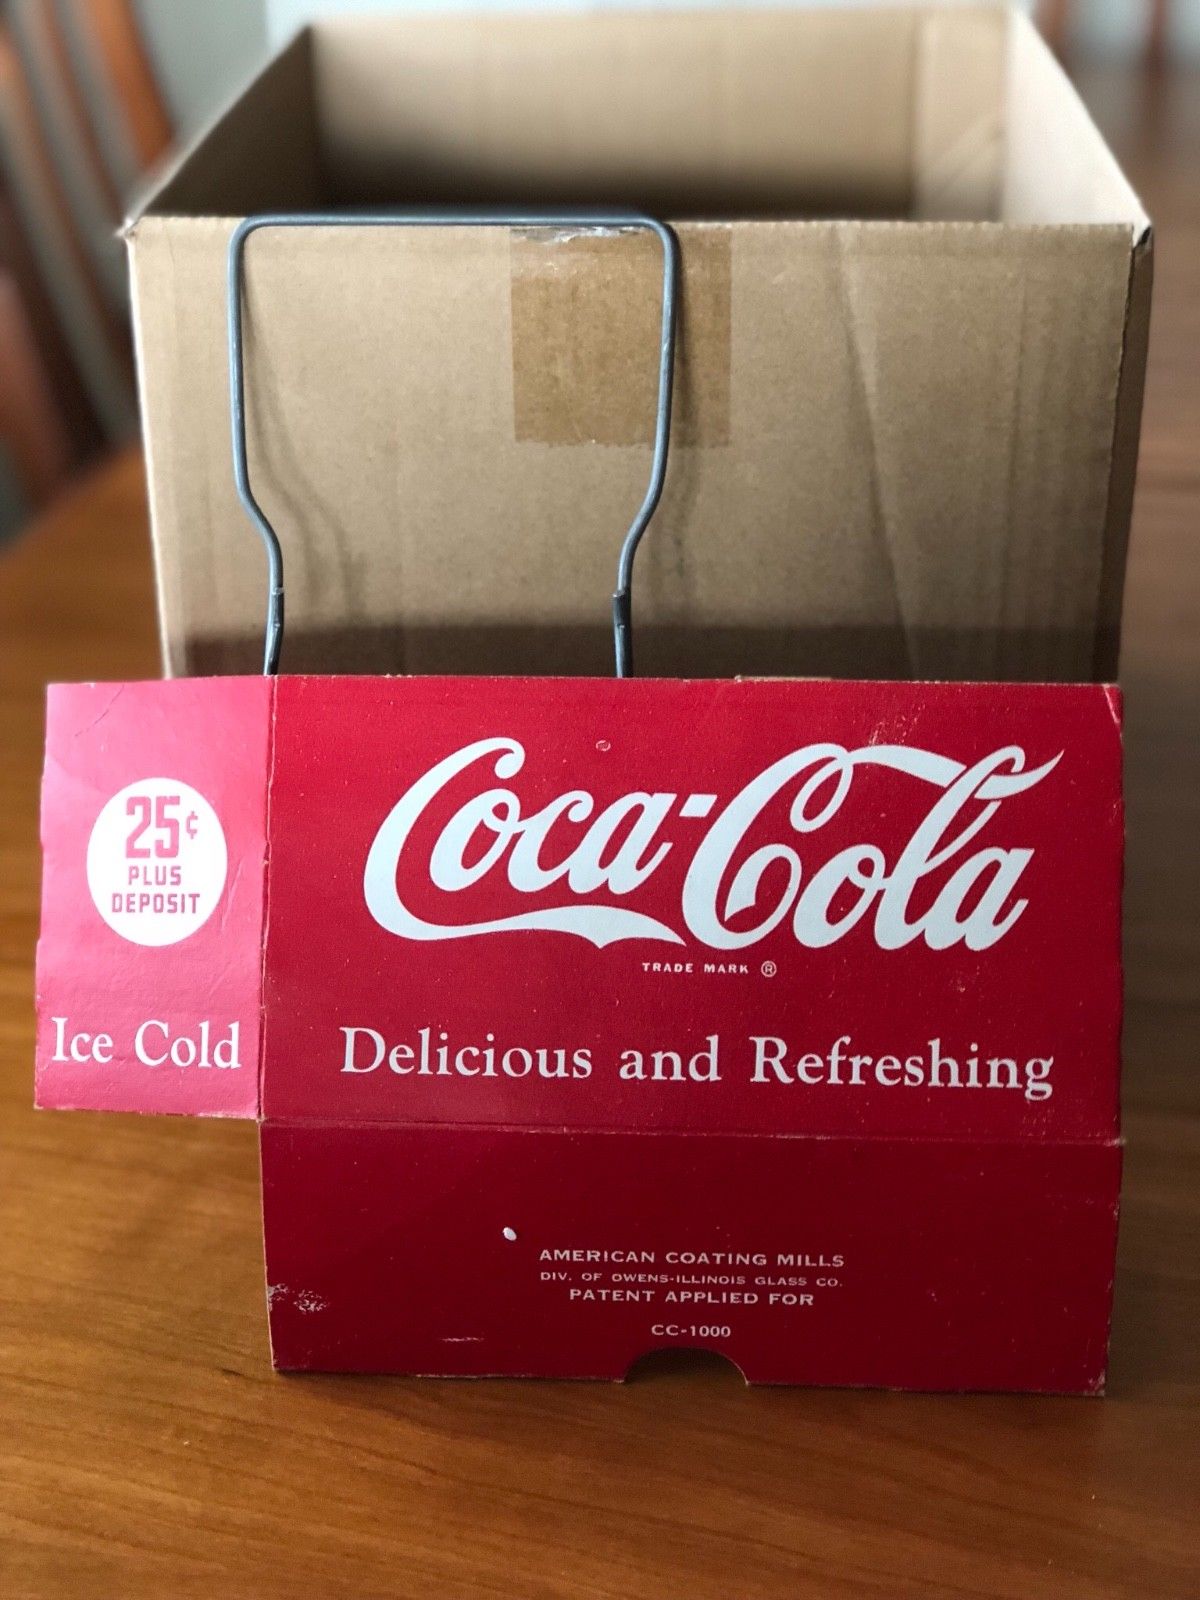 25¢
PLUS
DEPOSIT
Ice Cold
Coca-Cola
TRADE MARK ®
Delicious and Refreshing
AMERICAN COATING MILLS
DIV. OF OWENS-ILLINOIS GLASS CO.
PATENT APPLIED FOR
CC-1000